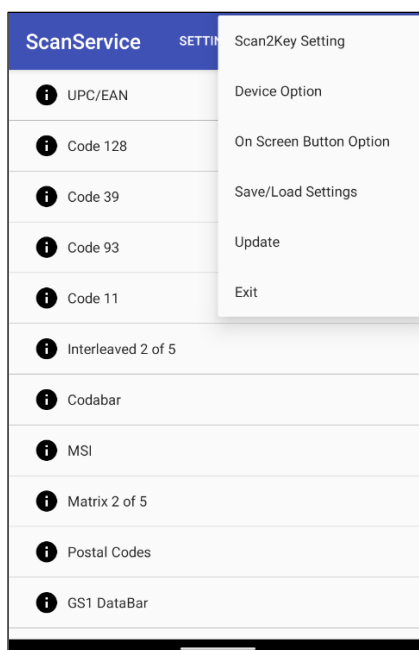 ScanService SETTIN
Scan2Key Setting
Device Option
On Screen Button Option
Save/Load Settings
Update
Exit
UPC/EAN
Code 128
Code 39
Code 93
Code 11
Interleaved 2 of 5
Codabar
MSI
Matrix 2 of 5
Postal Codes
GS1 DataBar